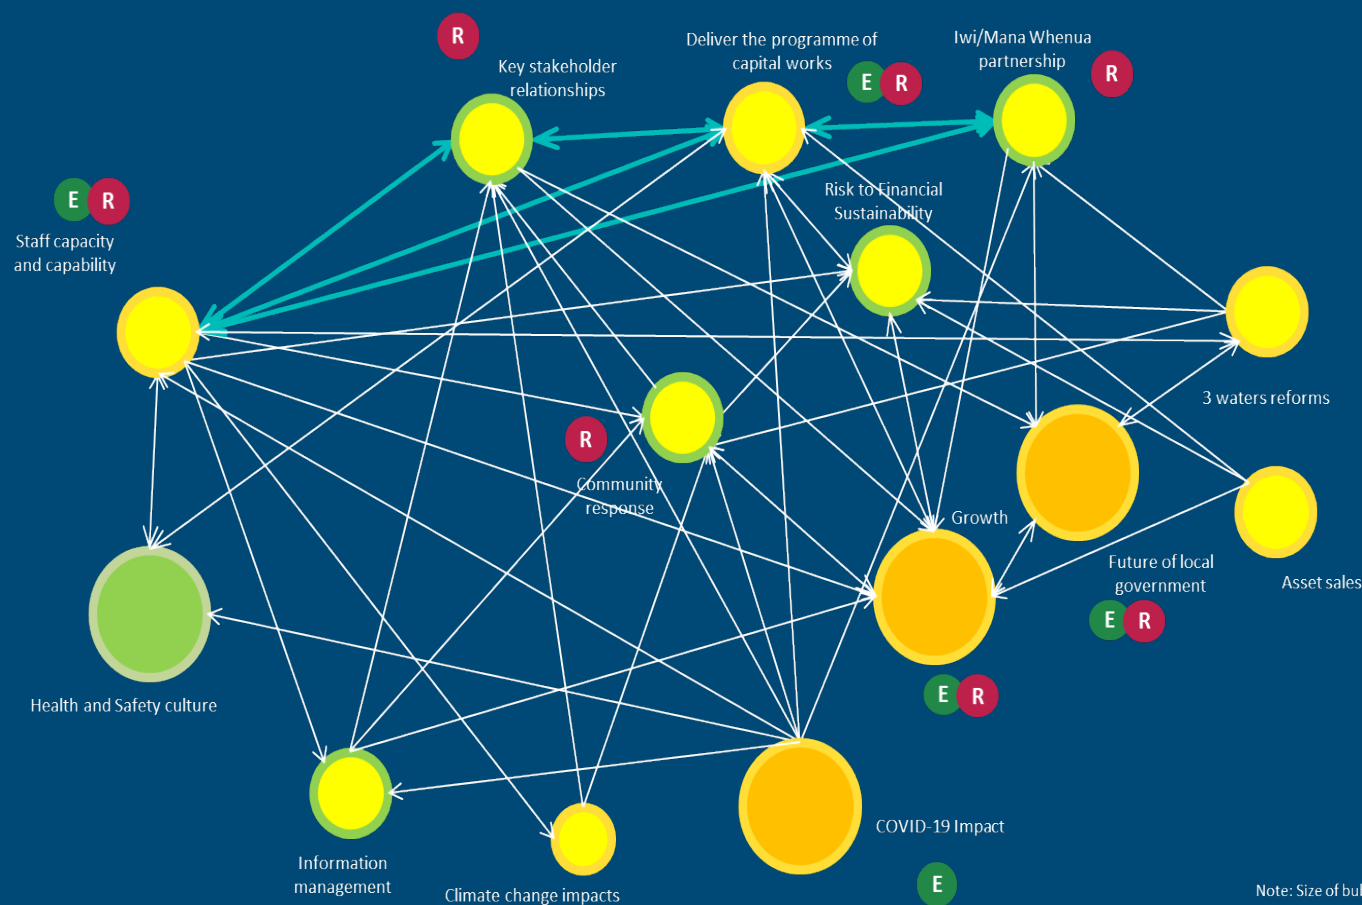 R
Key stakeholder
relationships
Deliver the programme of
capital works
E R
Iwi/Mana Whenua
partnership
R
E R
Staff capacity
and capability
Risk to Financial
Sustainability
3 waters reforms
R
Community
response
Growth
Future of local
government
E R
Asset sales
E R
Health and Safety culture
COVID-19 Impact
E
Information
management
Climate change impacts
Note: Size of